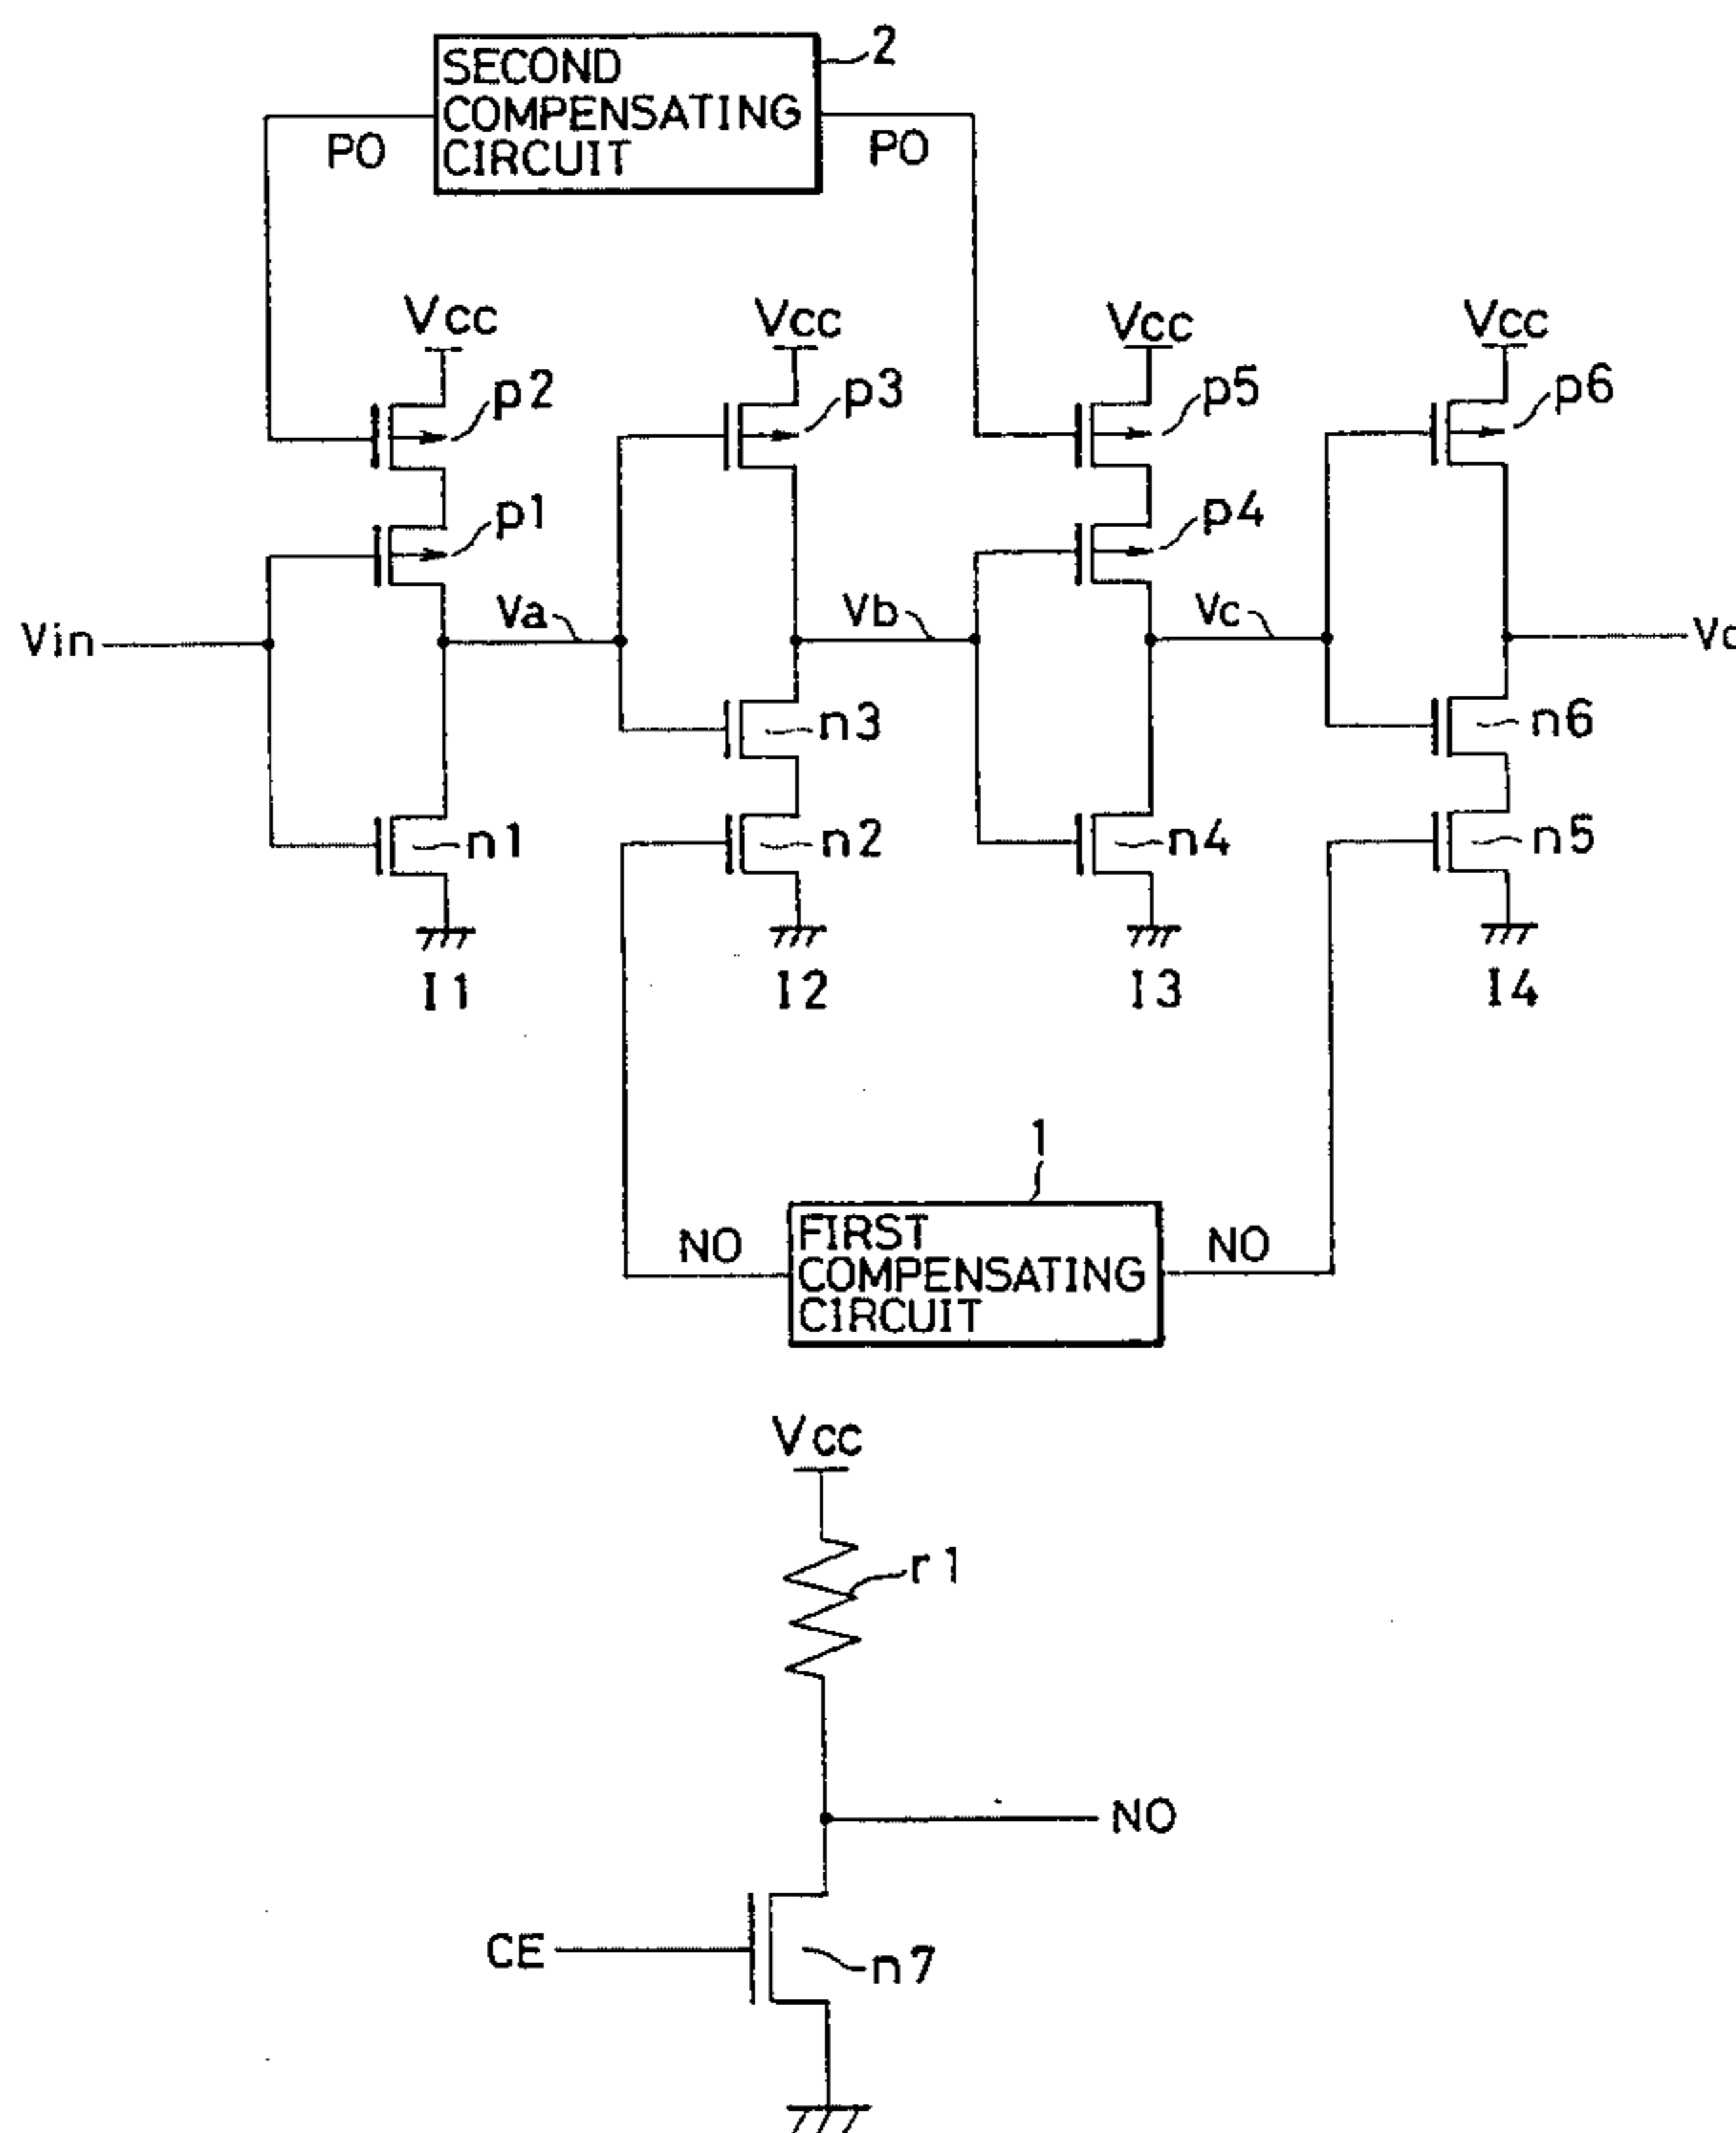 2
SECOND
COMPENSATING
CIRCUIT
PO
PO
Vcc
Vcc
Vcc
Vcc
p2
p3
p5
p6
p1
p4
Vin
Va
Vb
Vc
n3
n6
n1
n2
n4
n5
I1
I2
I3
I4
1
NO
FIRST
COMPENSATING
CIRCUIT
NO
Vcc
r1
NO
CE
n7